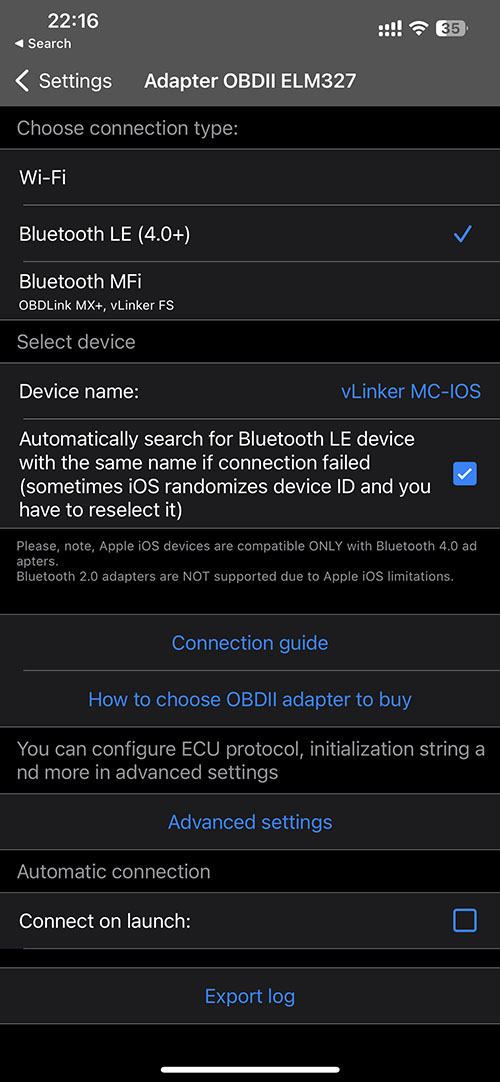 22:16
◀ Search
35
Settings
Adapter OBDII ELM327
Choose connection type:
Wi-Fi
Bluetooth LE (4.0+)
Bluetooth MFi
OBDLink MX+, vLinker FS
Select device
Device name:
vLinker MC-IOS
Automatically search for Bluetooth LE device
with the same name if connection failed
(sometimes iOS randomizes device ID and you
have to reselect it)
Please, note, Apple iOS devices are compatible ONLY with Bluetooth 4.0 ad
apters.
Bluetooth 2.0 adapters are NOT supported due to Apple iOS limitations.
Connection guide
How to choose OBDII adapter to buy
You can configure ECU protocol, initialization string a
nd more in advanced settings
Advanced settings
Automatic connection
Connect on launch:
Export log